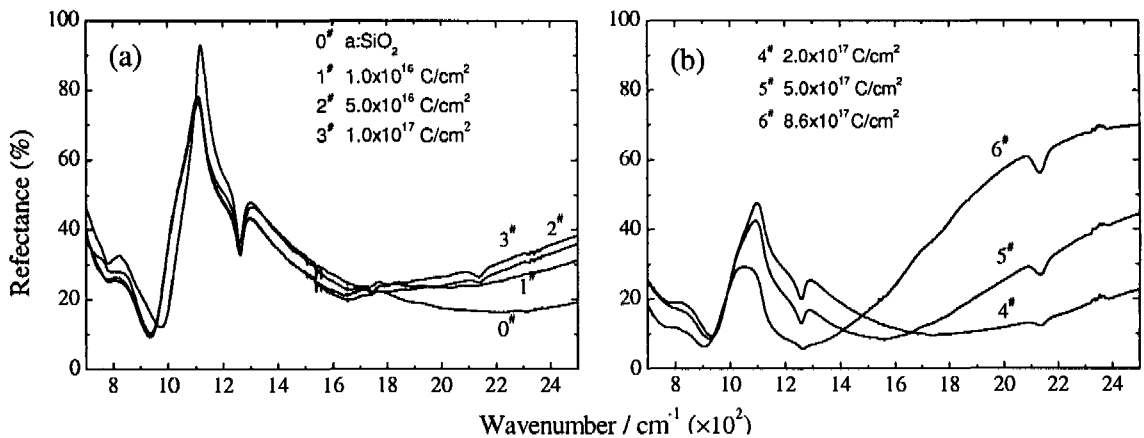 (a)
0# a:SiO2
1# 1.0x10^16 C/cm^2
2# 5.0x10^16 C/cm^2
3# 1.0x10^17 C/cm^2
3# 2#
1#
0#
100
80
60
40
20
0
8 10 12 14 16 18 20 22 24
Refectance (%)
(b)
4# 2.0x10^17 C/cm^2
5# 5.0x10^17 C/cm^2
6# 8.6x10^17 C/cm^2
6#
5#
4#
100
80
60
40
20
0
8 10 12 14 16 18 20 22 24
Wavenumber / cm^-1 (×10^2)